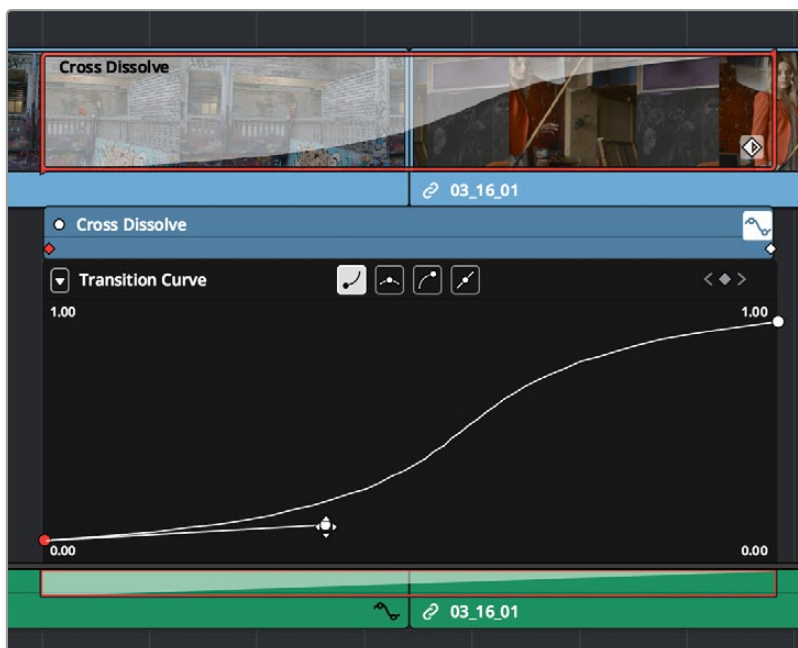 Cross Dissolve
03_16_01
Cross Dissolve
Transition Curve
1.00 1.00
0.00 0.00
03_16_01